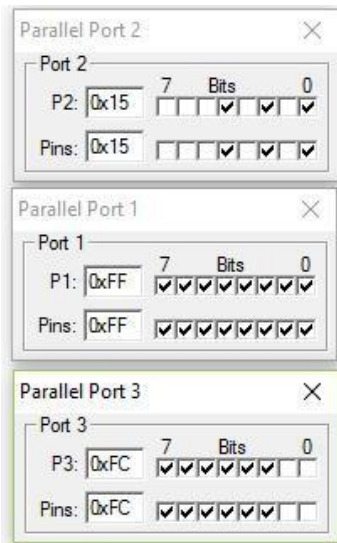 Parallel Port 2
Port 2
7 Bits 0
P2: 0x15
Pins: 0x15
Parallel Port 1
Port 1
7 Bits 0
P1: 0xFF
Pins: 0xFF
Parallel Port 3
Port 3
7 Bits 0
P3: 0xFC
Pins: 0xFC